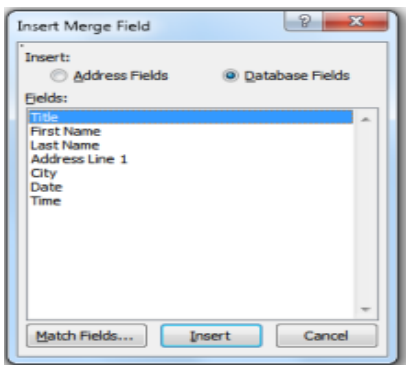 Insert Merge Field
Insert:
Address Fields Database Fields
Fields:
Title
First Name
Last Name
Address Line 1
City
Date
Time
Match Fields... Insert Cancel